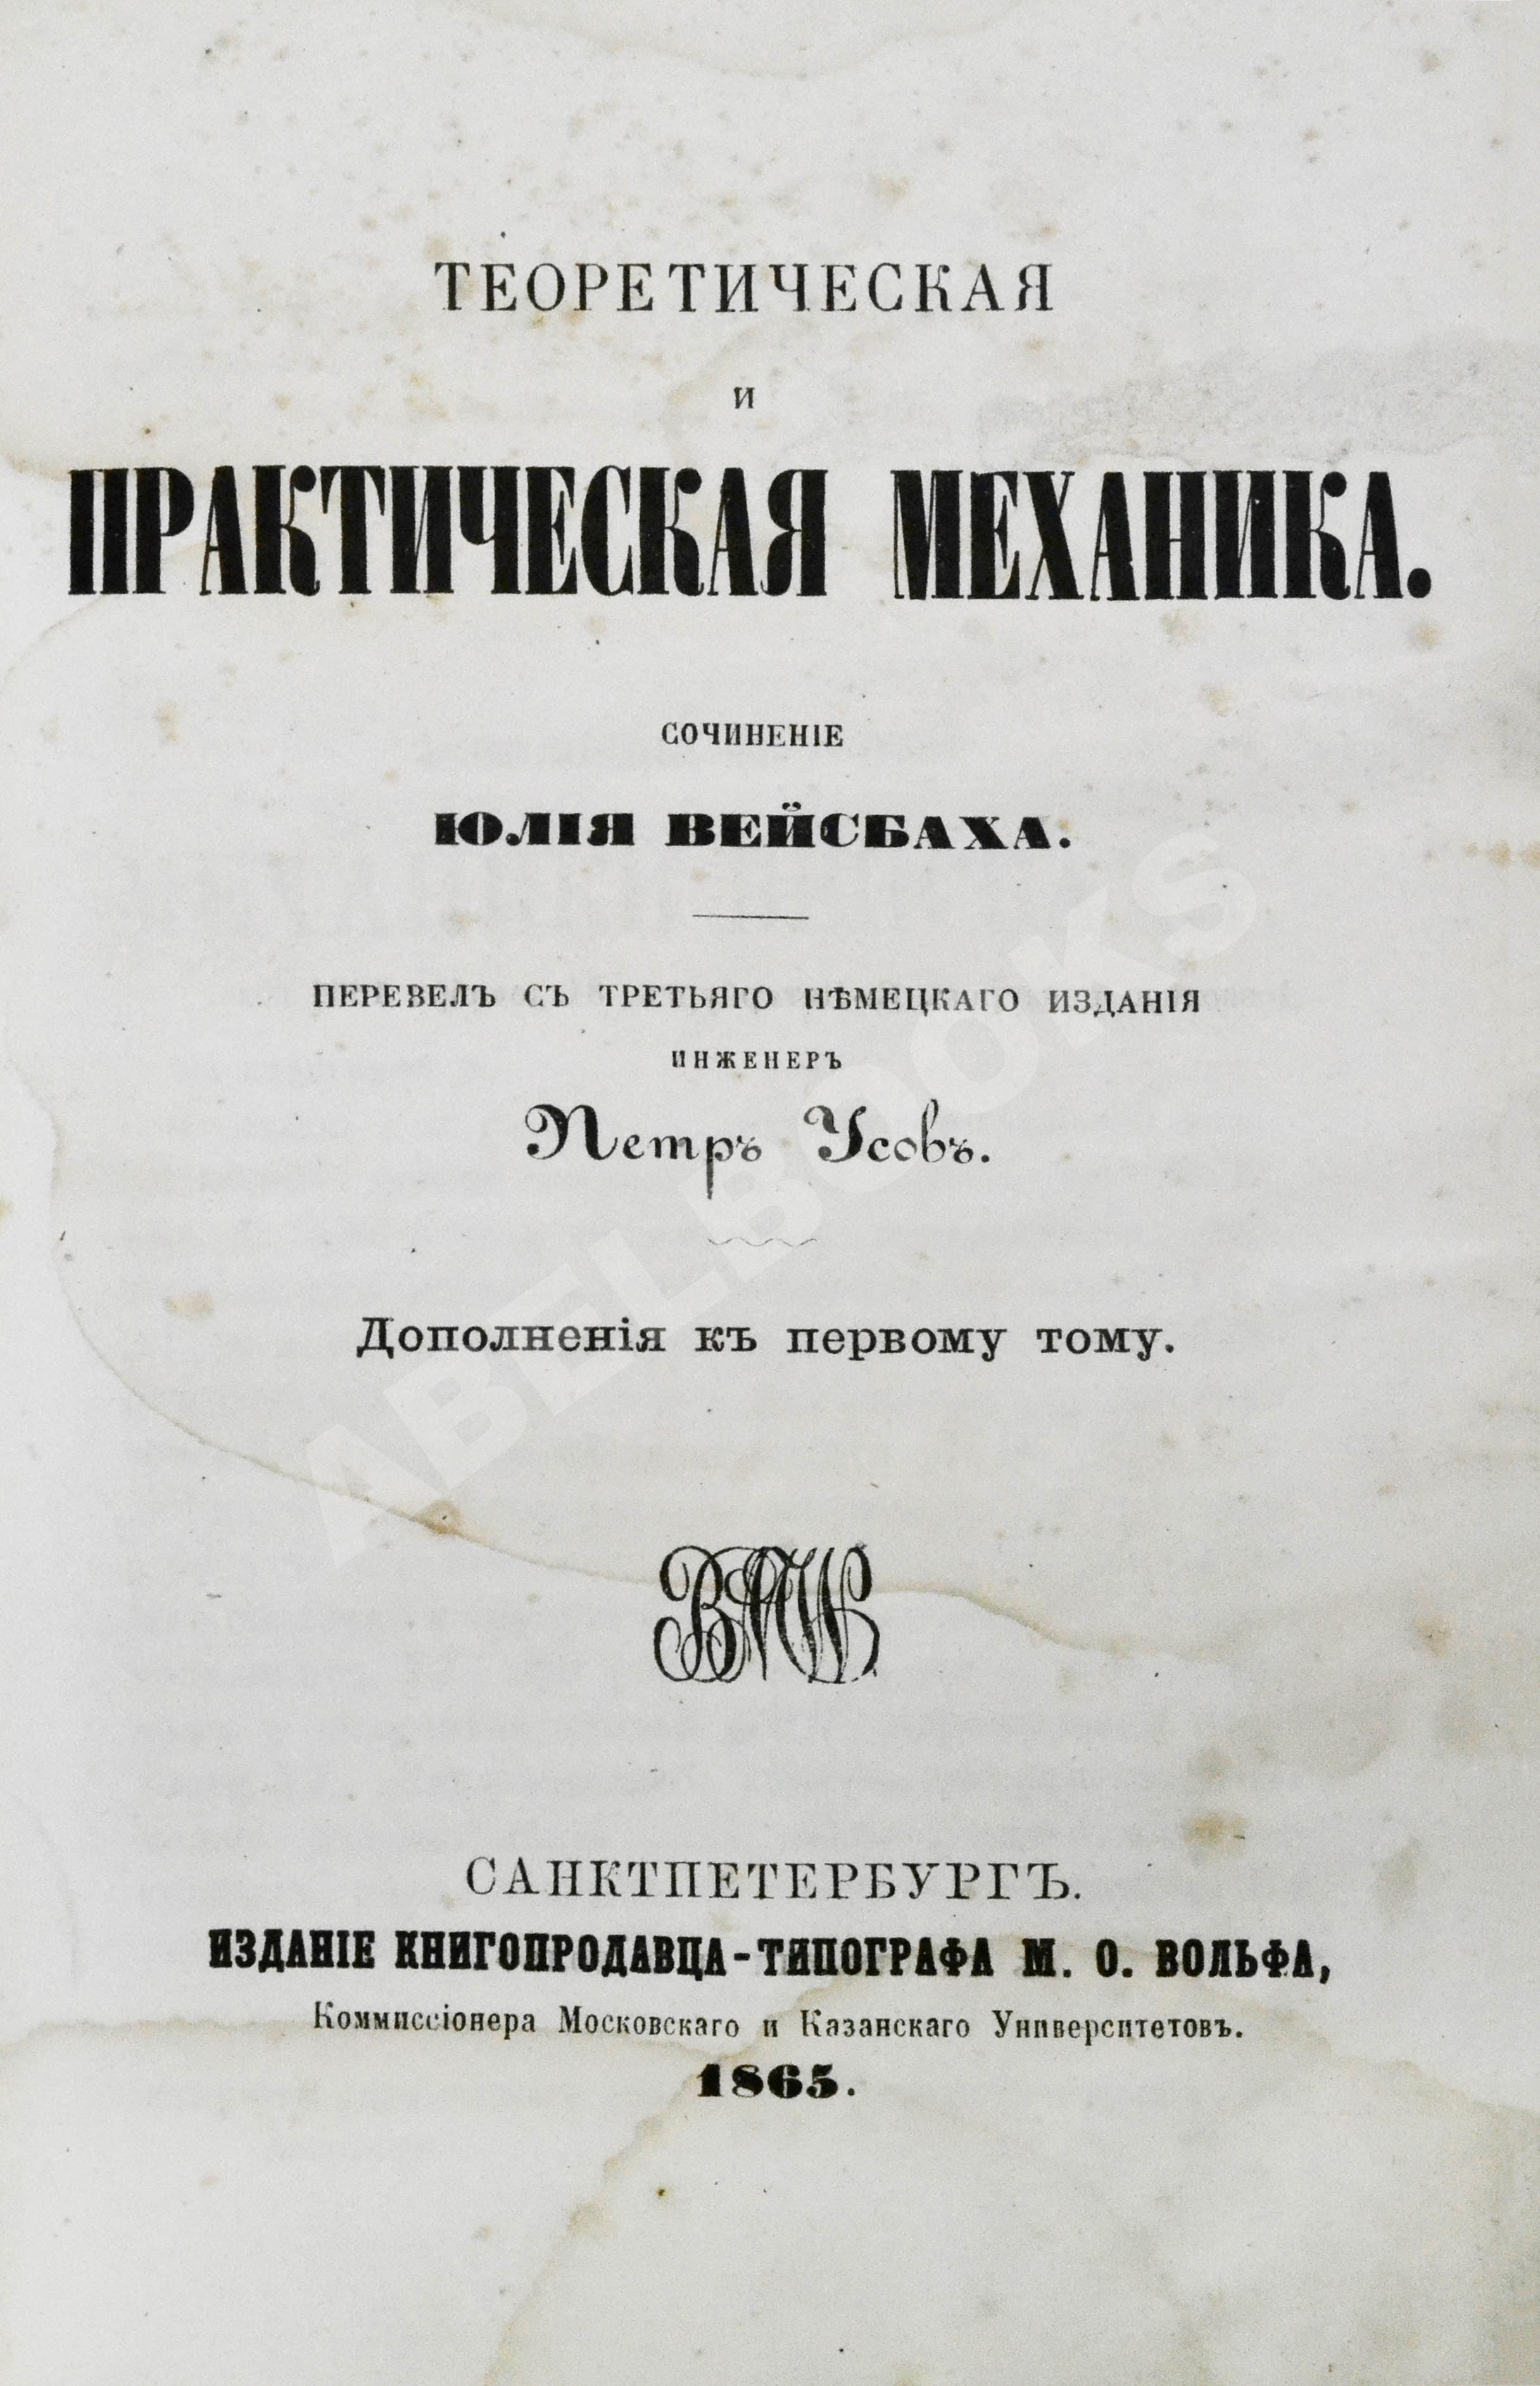 ТЕОРЕТИЧЕСКАЯ
И
ПРАКТИЧЕСКАЯ МЕХАНИКА.
СОЧИНЕНІЕ
ЮЛІЯ ВЕЙСБАХА.
ПЕРЕВЕЛЪ СЪ ТРЕТЬЯГО НѢМЕЦКАГО ИЗДАНІЯ
ИНЖЕНЕРЪ
Петръ Усовъ.
Дополненія къ первому тому.
САНКТПЕТЕРБУРГЪ.
ИЗДАНІЕ КНИГОПРОДАВЦА-ТИПОГРАФА М. О. ВОЛЬФА,
Коммиссіонера Московскаго и Казанскаго Университетовъ.
1865.
ABELBOOKS